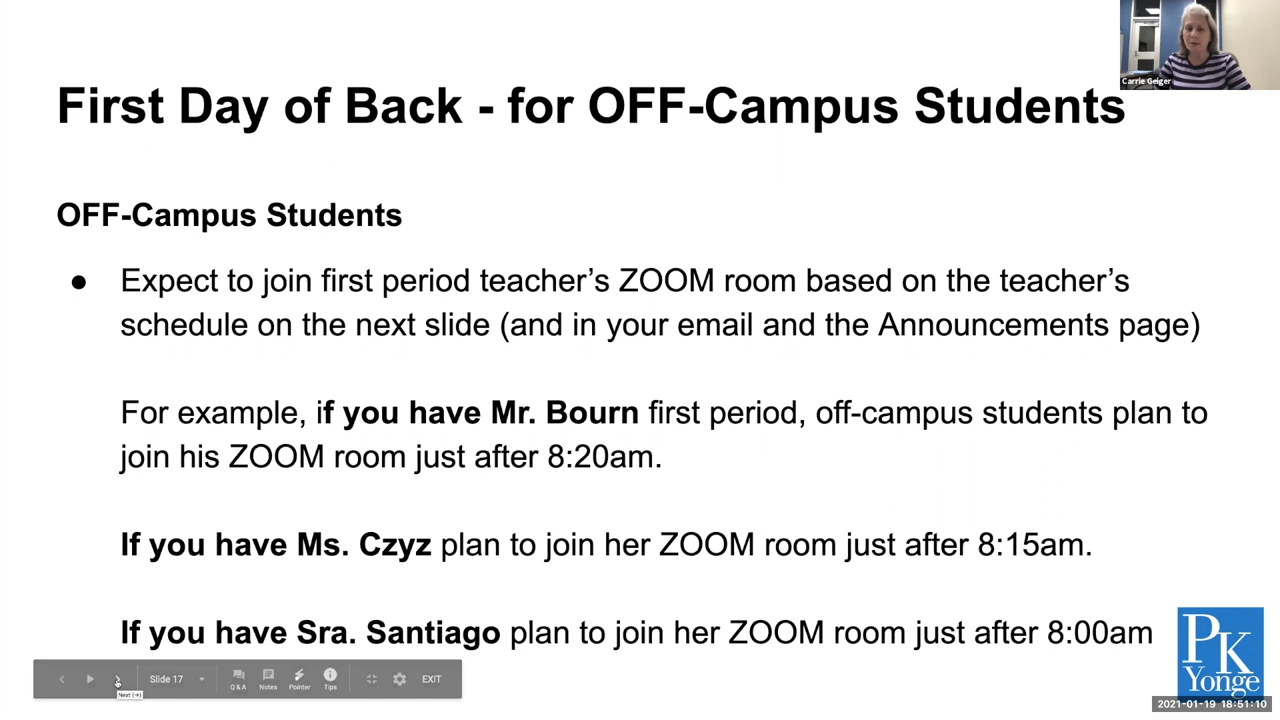 Carrie Geiger
First Day of Back - for OFF-Campus Students
OFF-Campus Students
● Expect to join first period teacher’s ZOOM room based on the teacher’s
schedule on the next slide (and in your email and the Announcements page)
For example, if you have Mr. Bourn first period, off-campus students plan to
join his ZOOM room just after 8:20am.
If you have Ms. Czyz plan to join her ZOOM room just after 8:15am.
If you have Sra. Santiago plan to join her ZOOM room just after 8:00am
Slide 17
Q & A
Notes
Pointer
Tips
EXIT
Next (→)
PK
Yonge
2021-01-19 18:51:10